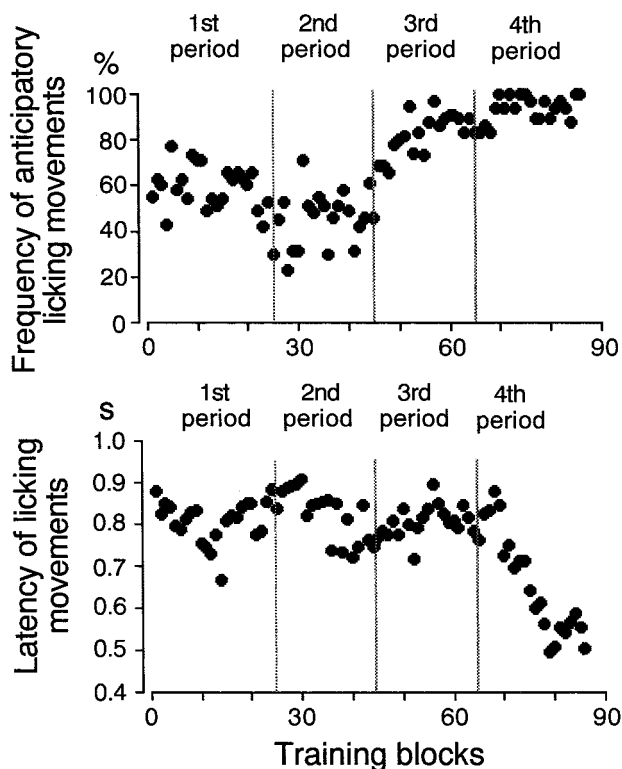 1st period
2nd period
3rd period
4th period
%
Frequency of anticipatory
licking movements
100
80
60
40
20
0
0
30
60
90
1st period
2nd period
3rd period
4th period
s
Latency of licking
movements
1.0
0.9
0.8
0.7
0.6
0.5
0.4
0
30
60
90
Training blocks